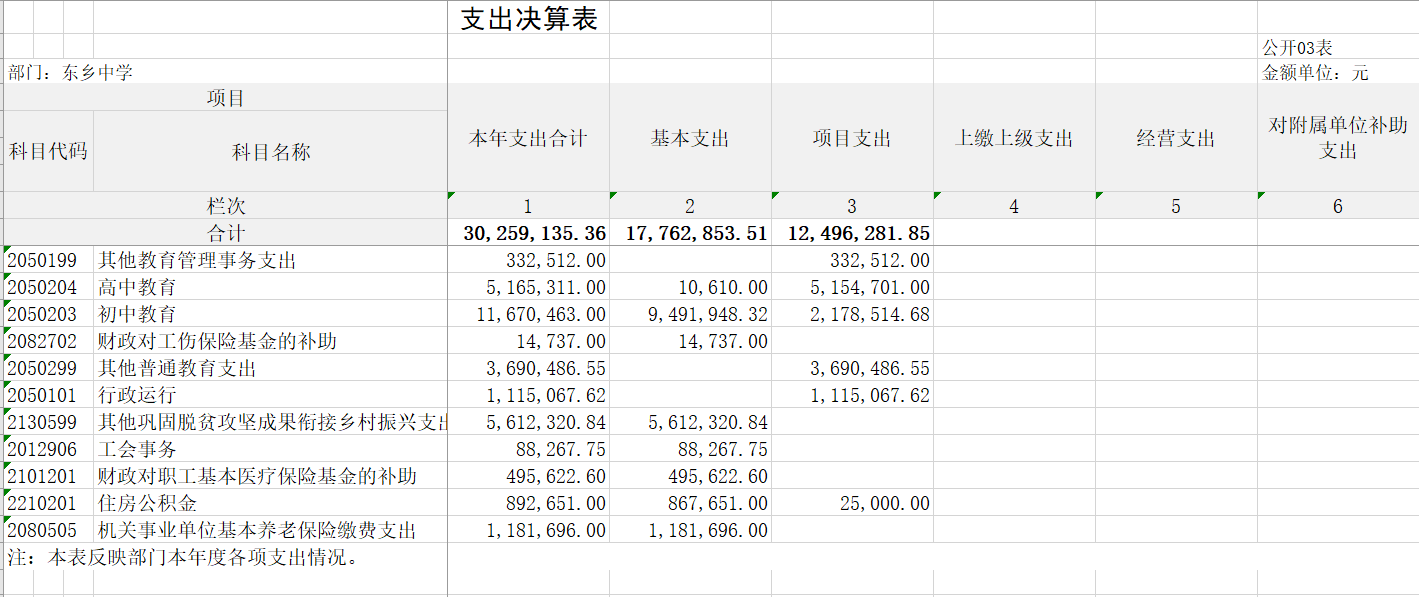 支出决算表
公开03表
部门：东乡中学 金额单位：元
项目 本年支出合计 基本支出 项目支出 上缴上级支出 经营支出 对附属单位补助
支出
科目代码 科目名称
栏次 1 2 3 4 5 6
合计 30,259,135.36 17,762,853.51 12,496,281.85
2050199 其他教育管理事务支出 332,512.00 332,512.00
2050204 高中教育 5,165,311.00 10,610.00 5,154,701.00
2050203 初中教育 11,670,463.00 9,491,948.32 2,178,514.68
2082702 财政对工伤保险基金的补助 14,737.00 14,737.00
2050299 其他普通教育支出 3,690,486.55 3,690,486.55
2050101 行政运行 1,115,067.62 1,115,067.62
2130599 其他巩固脱贫攻坚成果衔接乡村振兴支出 5,612,320.84 5,612,320.84
2012906 工会事务 88,267.75 88,267.75
2101201 财政对职工基本医疗保险基金的补助 495,622.60 495,622.60
2210201 住房公积金 892,651.00 867,651.00 25,000.00
2080505 机关事业单位基本养老保险缴费支出 1,181,696.00 1,181,696.00
注：本表反映部门本年度各项支出情况。